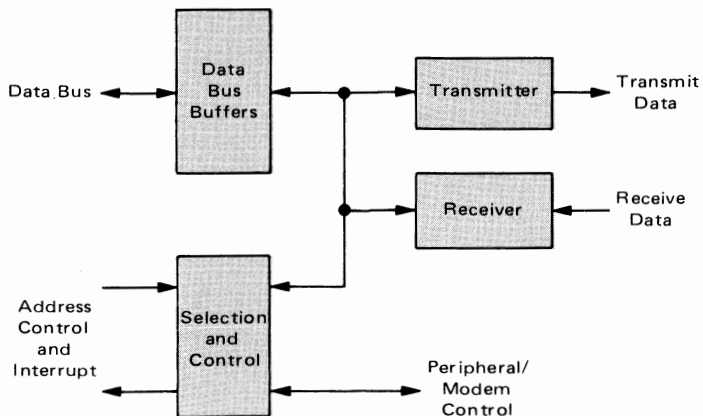 Data Bus
Data
Bus
Buffers
Transmitter
Transmit
Data
Receiver
Receive
Data
Address
Control
and
Interrupt
Selection
and
Control
Peripheral/
Modem
Control